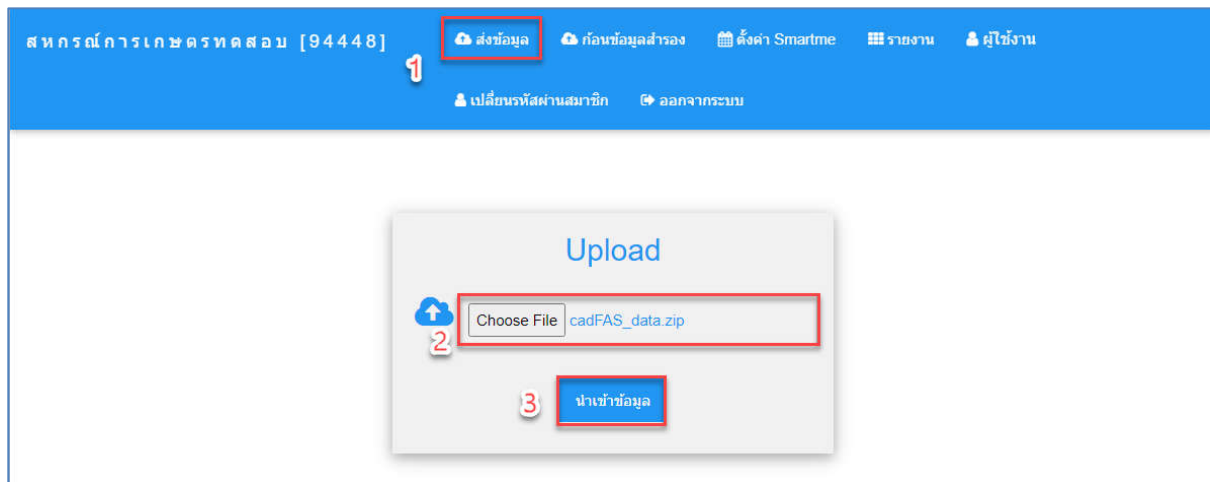 สหกรณ์การเกษตรทดสอบ [94448] ส่งข้อมูล ก้อนข้อมูลสำรอง ตั้งค่า Smartme รายงาน ผู้ใช้งาน
1
เปลี่ยนรหัสผ่านสมาชิก ออกจากระบบ
Upload
Choose File cadFAS_data.zip
2
3 นำเข้าข้อมูล